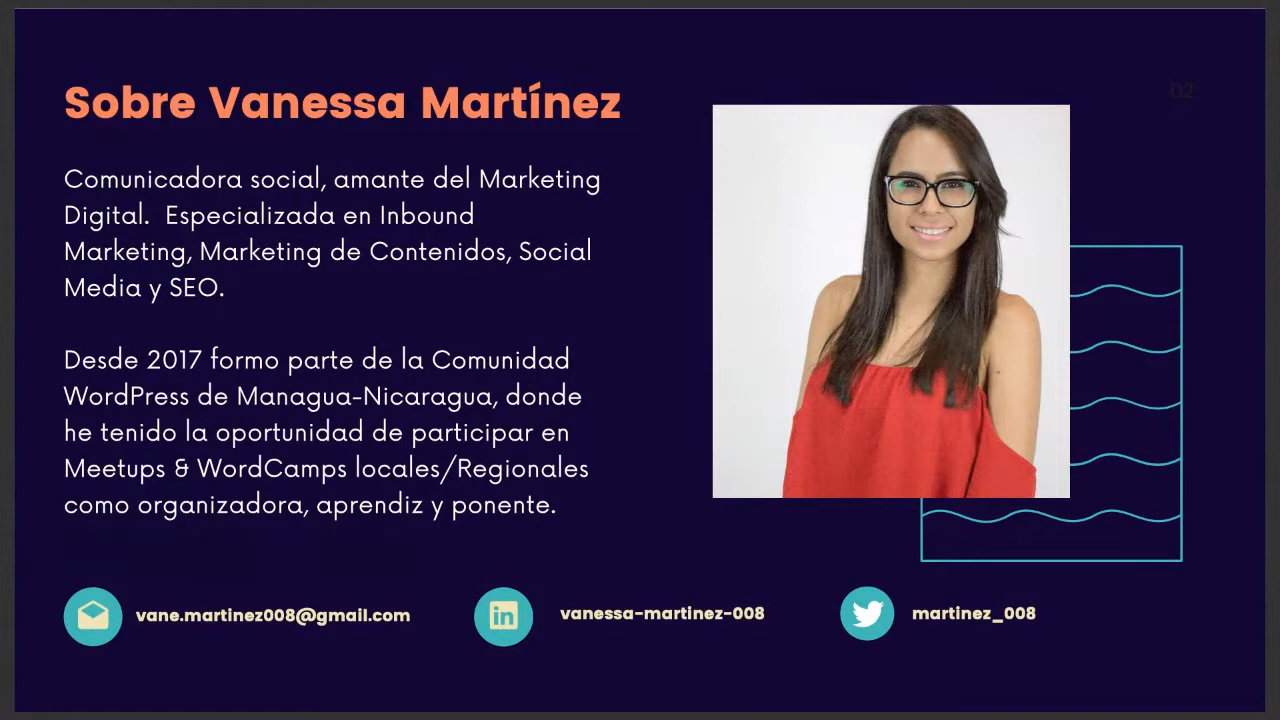 02
Sobre Vanessa Martínez
Comunicadora social, amante del Marketing
Digital.  Especializada en Inbound
Marketing, Marketing de Contenidos, Social
Media y SEO.
Desde 2017 formo parte de la Comunidad
WordPress de Managua-Nicaragua, donde
he tenido la oportunidad de participar en
Meetups & WordCamps locales/Regionales
como organizadora, aprendiz y ponente.
vane.martinez008@gmail.com
in
vanessa-martinez-008
martinez_008